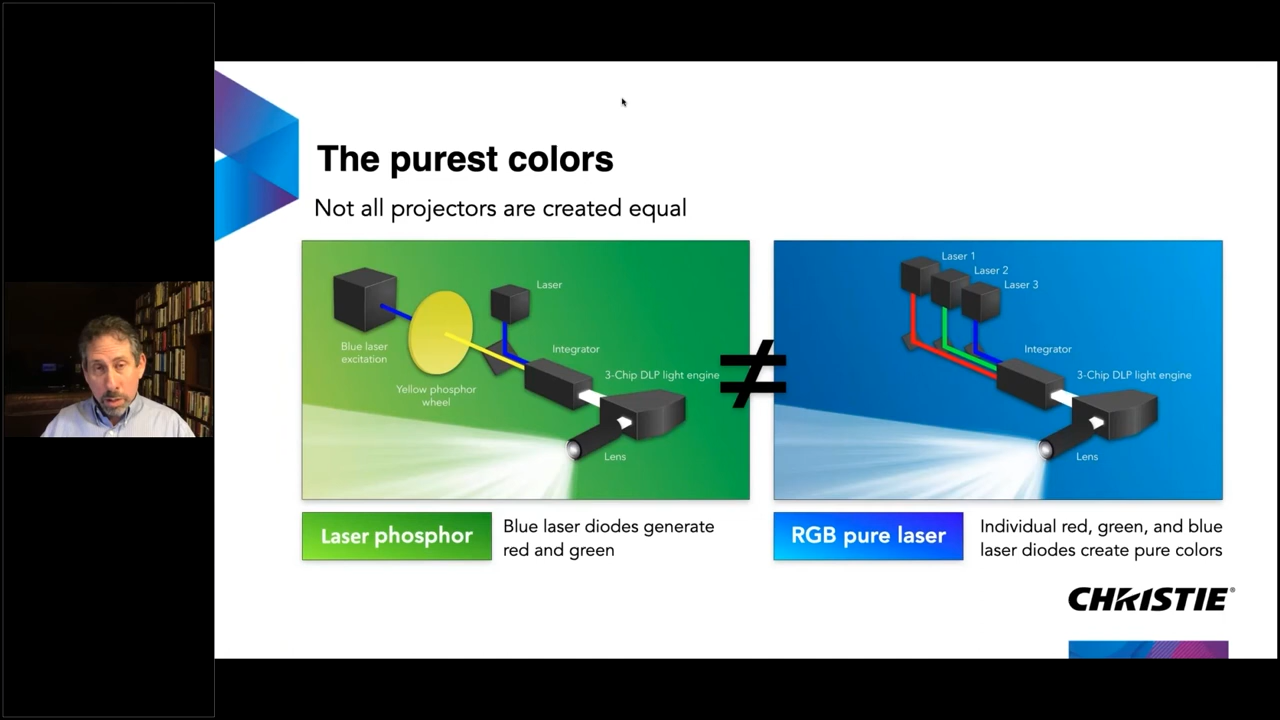 The purest colors
Not all projectors are created equal
Blue laser
excitation
Yellow phosphor
wheel
Laser
Integrator
3-Chip DLP light engine
Lens
Laser 1
Laser 2
Laser 3
Integrator
3-Chip DLP light engine
Lens
≠
Laser phosphor
Blue laser diodes generate
red and green
RGB pure laser
Individual red, green, and blue
laser diodes create pure colors
CHRISTIE®